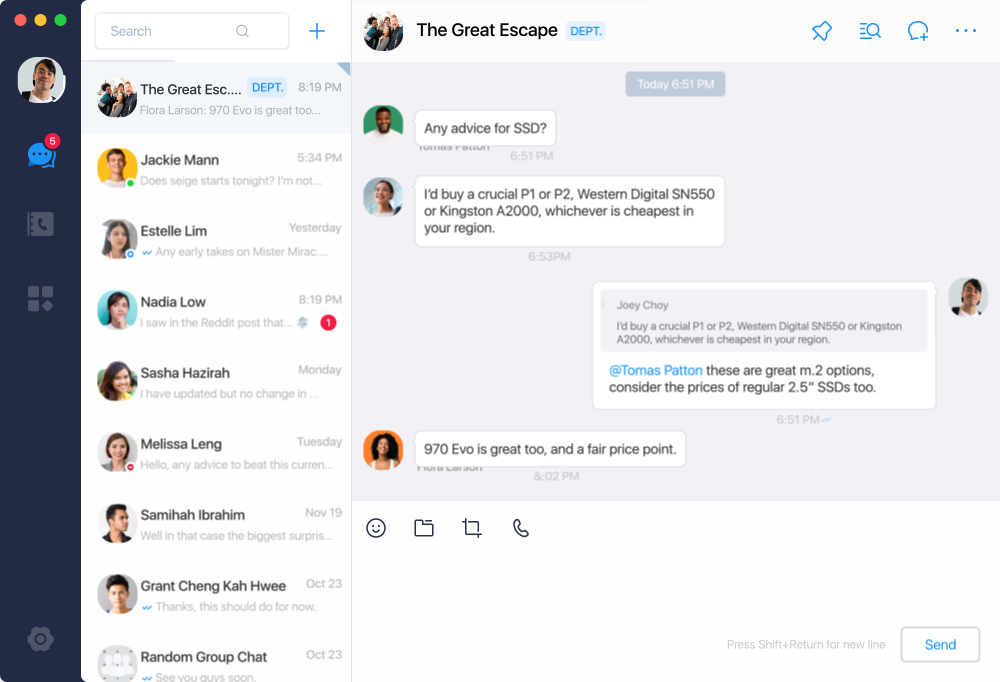 Search
5
The Great Esc.... DEPT. 8:19 PM
Flora Larson: 970 Evo is great too...
Jackie Mann 5:34 PM
Does seige starts tonight? I'm not...
Estelle Lim Yesterday
Any early takes on Mister Mirac....
Nadia Low 8:19 PM
I saw in the Reddit post that... 1
Sasha Hazirah Monday
I have updated but no change in ...
Melissa Leng Tuesday
Hello, any advice to beat this curren...
Samihah Ibrahim Nov 19
Well in that case the biggest surpris...
Grant Cheng Kah Hwee Oct 23
Thanks, this should do for now.
Random Group Chat Oct 23
See you guys soon.
The Great Escape DEPT.
Today 6:51 PM
Any advice for SSD?
Tomas Patton
6:51 PM
I'd buy a crucial P1 or P2, Western Digital SN550
or Kingston A2000, whichever is cheapest in
your region.
6:53PM
Joey Choy
I'd buy a crucial P1 or P2, Western Digital SN550 or Kingston
A2000, whichever is cheapest in your region.
@Tomas Patton these are great m.2 options,
consider the prices of regular 2.5” SSDs too.
6:51 PM
970 Evo is great too, and a fair price point.
Flora Larson
&:02 PM
Press Shift+Return for new line
Send